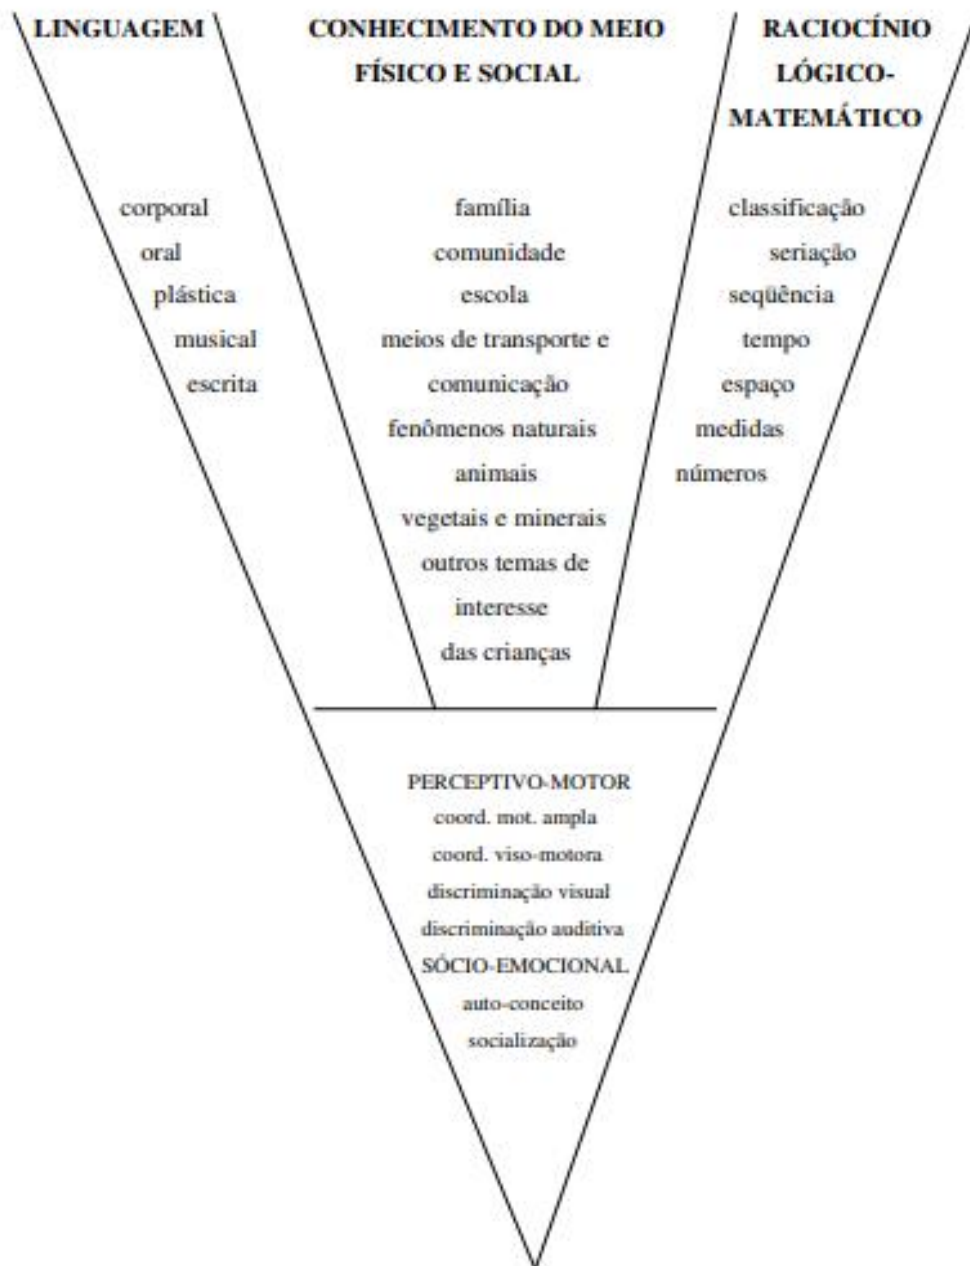 LINGUAGEM
corporal
oral
plástica
musical
escrita
CONHECIMENTO DO MEIO
FÍSICO E SOCIAL
família
comunidade
escola
meios de transporte e
comunicação
fenômenos naturais
animais
vegetais e minerais
outros temas de
interesse
das crianças
RACIOCÍNIO
LÓGICO-
MATEMÁTICO
classificação
seriação
seqüência
tempo
espaço
medidas
números
PERCEPTIVO-MOTOR
coord. mot. ampla
coord. viso-motora
discriminação visual
discriminação auditiva
SÓCIO-EMOCIONAL
auto-conceito
socialização